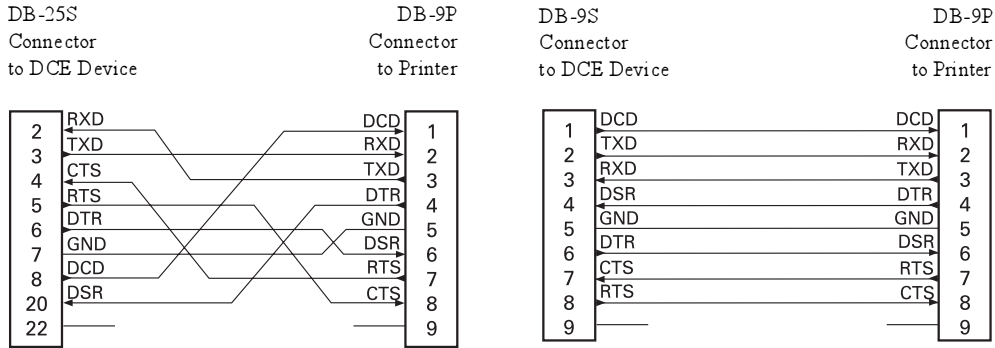 DB-25S
Connector
to DCE Device
DB-9P
Connector
to Printer
2 RXD DCD 1
3 TXD RXD 2
4 CTS TXD 3
5 RTS DTR 4
6 DTR GND 5
7 GND DSR 6
8 DCD RTS 7
20 DSR CTS 8
22 9
DB-9S
Connector
to DCE Device
DB-9P
Connector
to Printer
1 DCD DCD 1
2 TXD RXD 2
3 RXD TXD 3
4 DSR DTR 4
5 GND GND 5
6 DTR DSR 6
7 CTS RTS 7
8 RTS CTS 8
9 9